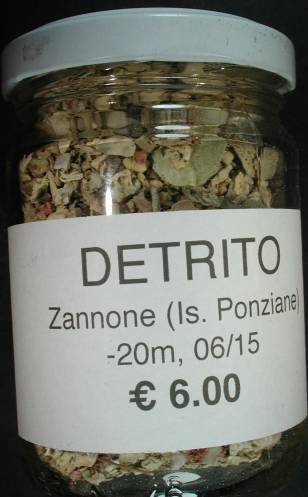 DETRITO
Zannone (Is. Ponziane)
-20m, 06/15
€ 6.00